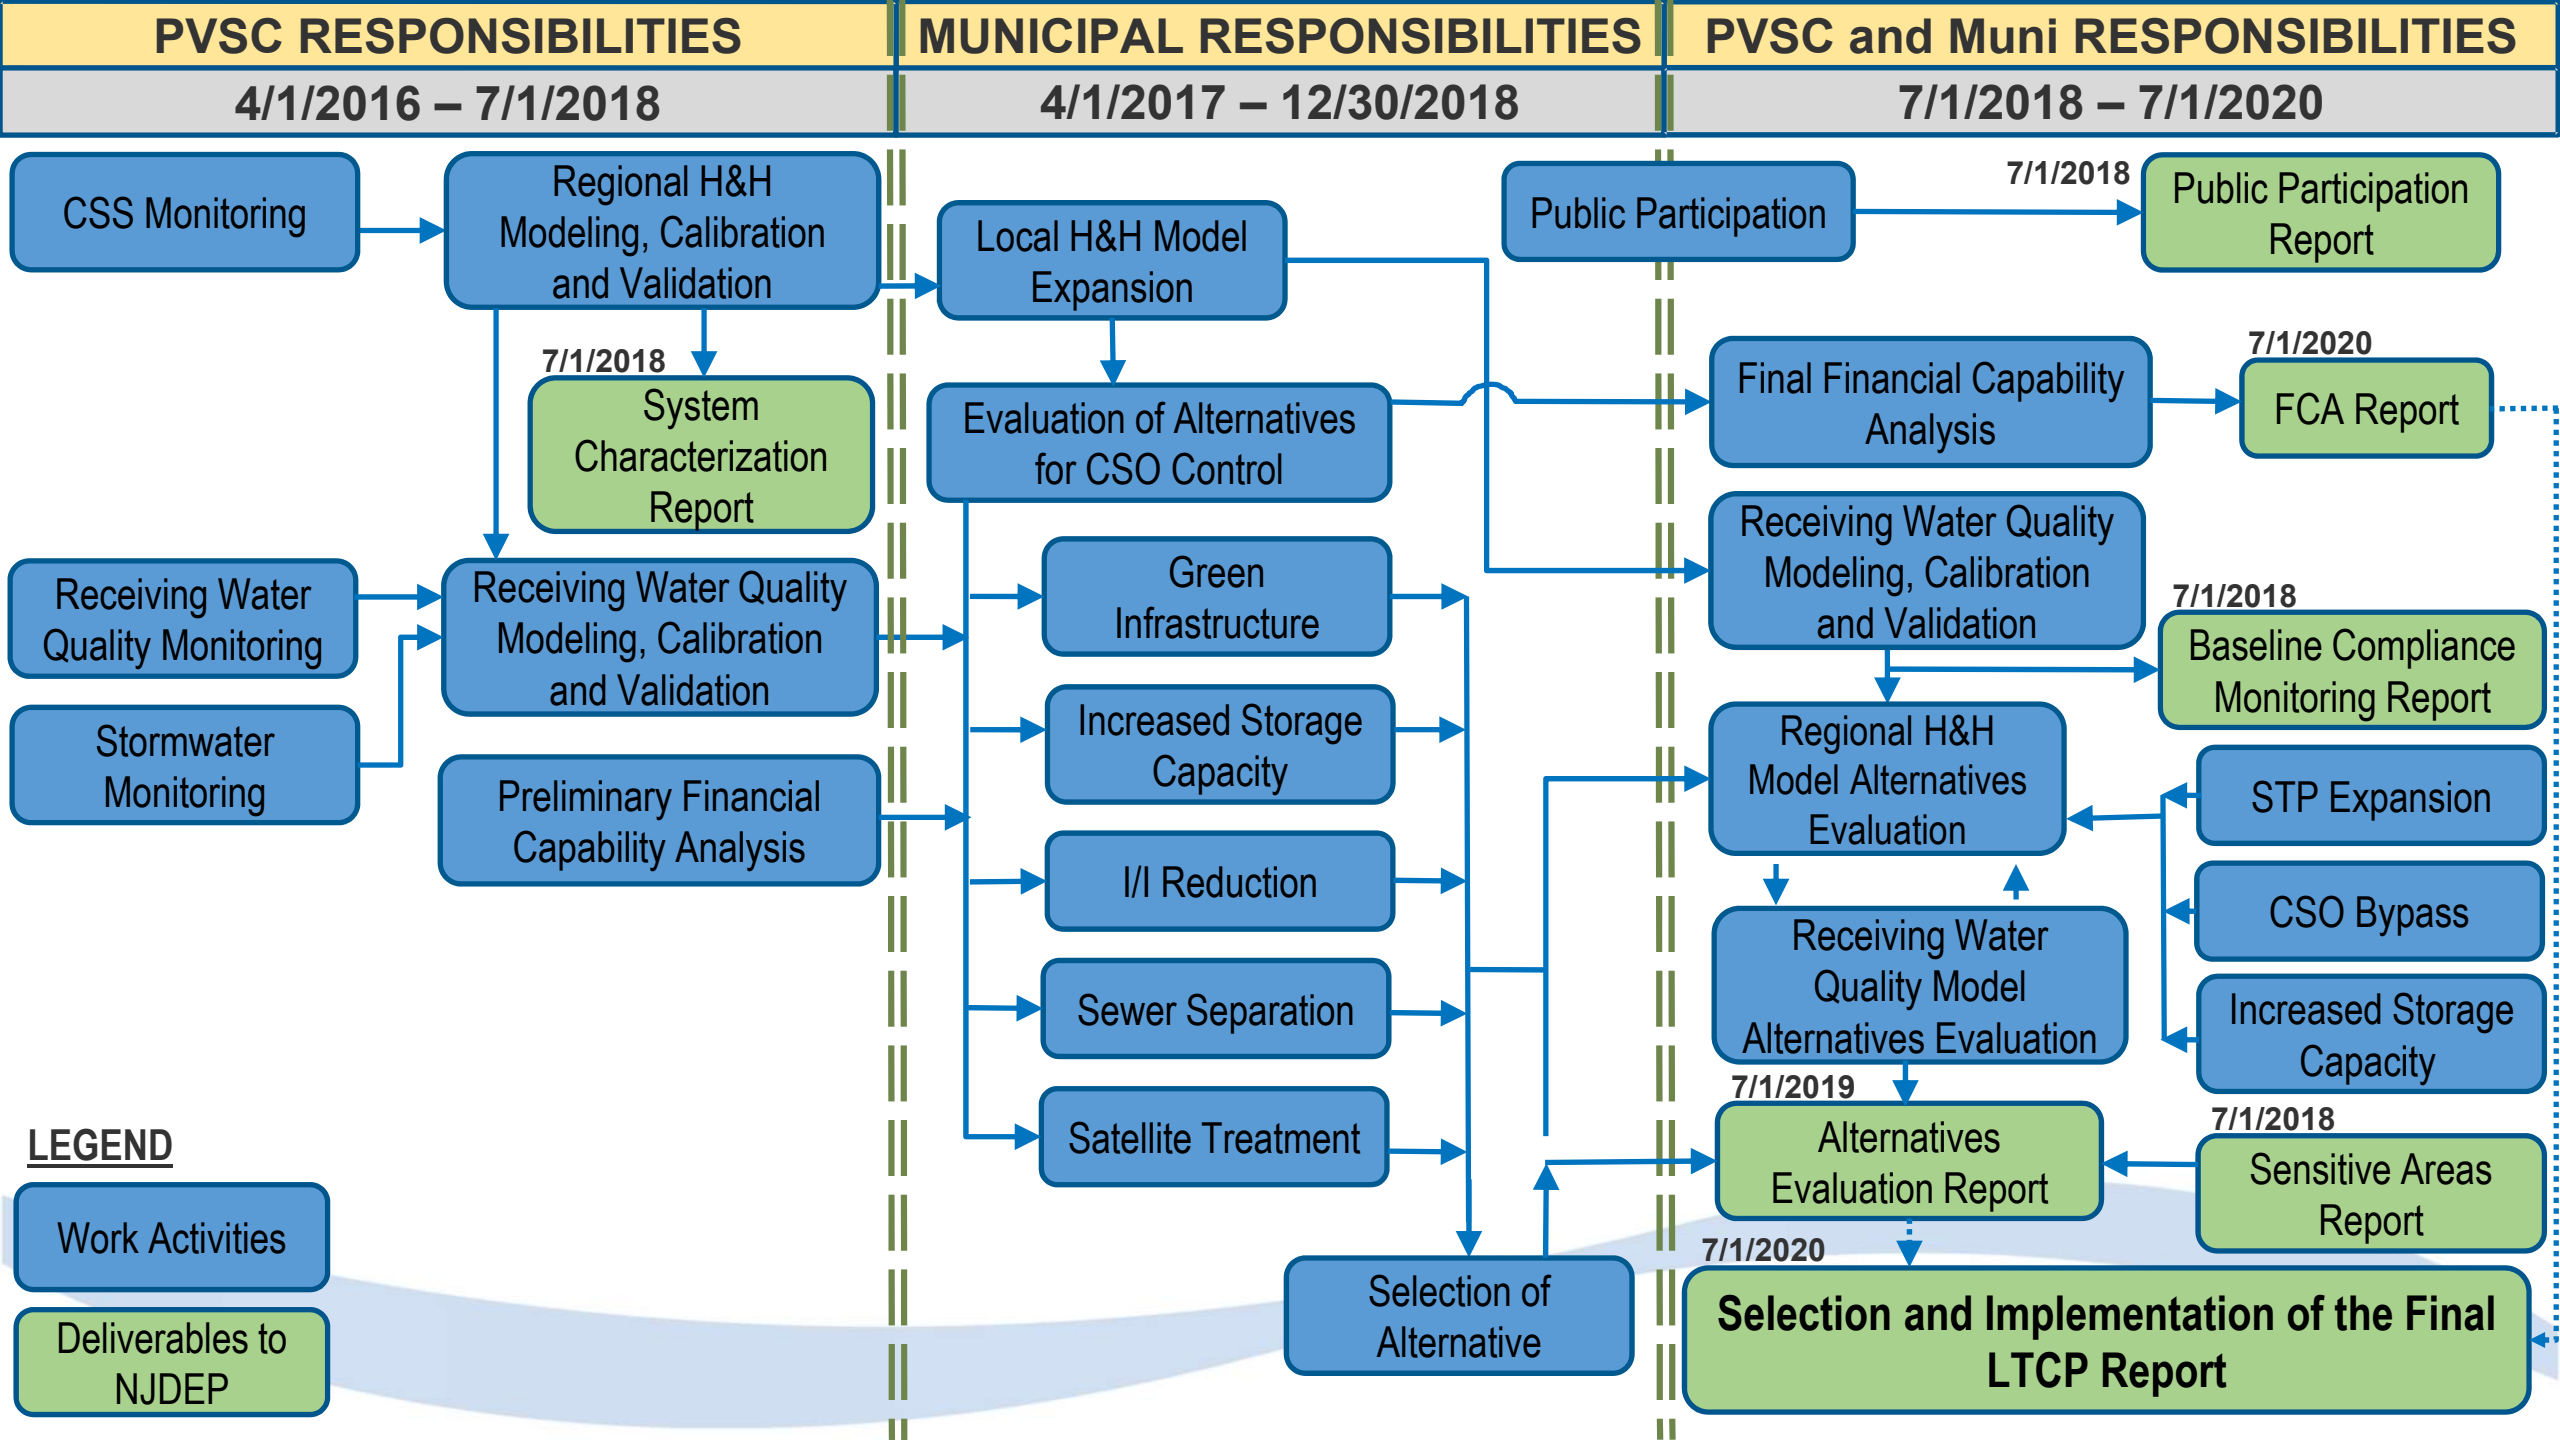 PVSC RESPONSIBILITIES
MUNICIPAL RESPONSIBILITIES
PVSC and Muni RESPONSIBILITIES
4/1/2016 – 7/1/2018
4/1/2017 – 12/30/2018
7/1/2018 – 7/1/2020
CSS Monitoring
Regional H&H
Modeling, Calibration
and Validation
7/1/2018
System
Characterization
Report
Receiving Water
Quality Monitoring
Receiving Water Quality
Modeling, Calibration
and Validation
Stormwater
Monitoring
Preliminary Financial
Capability Analysis
LEGEND
Work Activities
Deliverables to
NJDEP
Local H&H Model
Expansion
Evaluation of Alternatives
for CSO Control
Green
Infrastructure
Increased Storage
Capacity
I/I Reduction
Sewer Separation
Satellite Treatment
Selection of
Alternative
Public Participation
7/1/2018
Public Participation
Report
Final Financial Capability
Analysis
7/1/2020
FCA Report
Receiving Water Quality
Modeling, Calibration
and Validation
7/1/2018
Baseline Compliance
Monitoring Report
Regional H&H
Model Alternatives
Evaluation
STP Expansion
CSO Bypass
Increased Storage
Capacity
Receiving Water
Quality Model
Alternatives Evaluation
7/1/2019
Alternatives
Evaluation Report
7/1/2018
Sensitive Areas
Report
7/1/2020
Selection and Implementation of the Final
LTCP Report